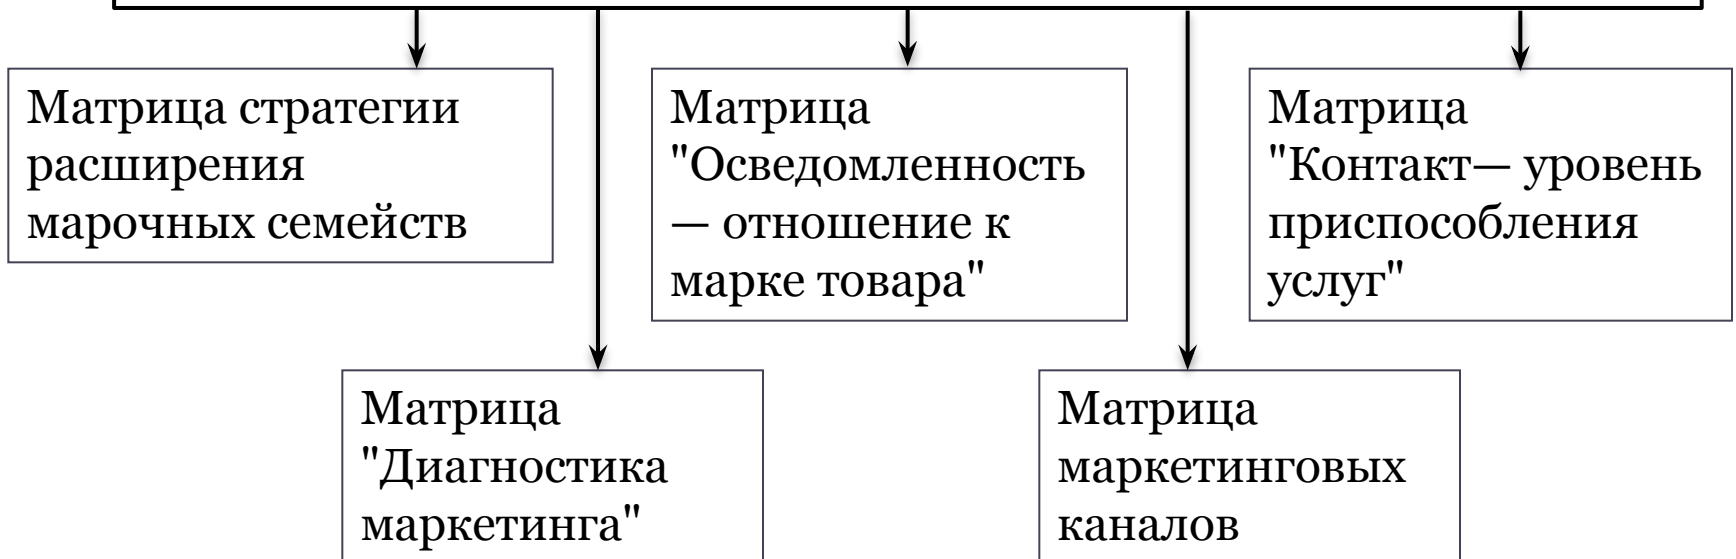 Матрица стратегии
расширения
марочных семейств
Матрица
"Осведомленность
— отношение к
марке товара"
Матрица
"Контакт— уровень
приспособления
услуг"
Матрица
"Диагностика
маркетинга"
Матрица
маркетинговых
каналов